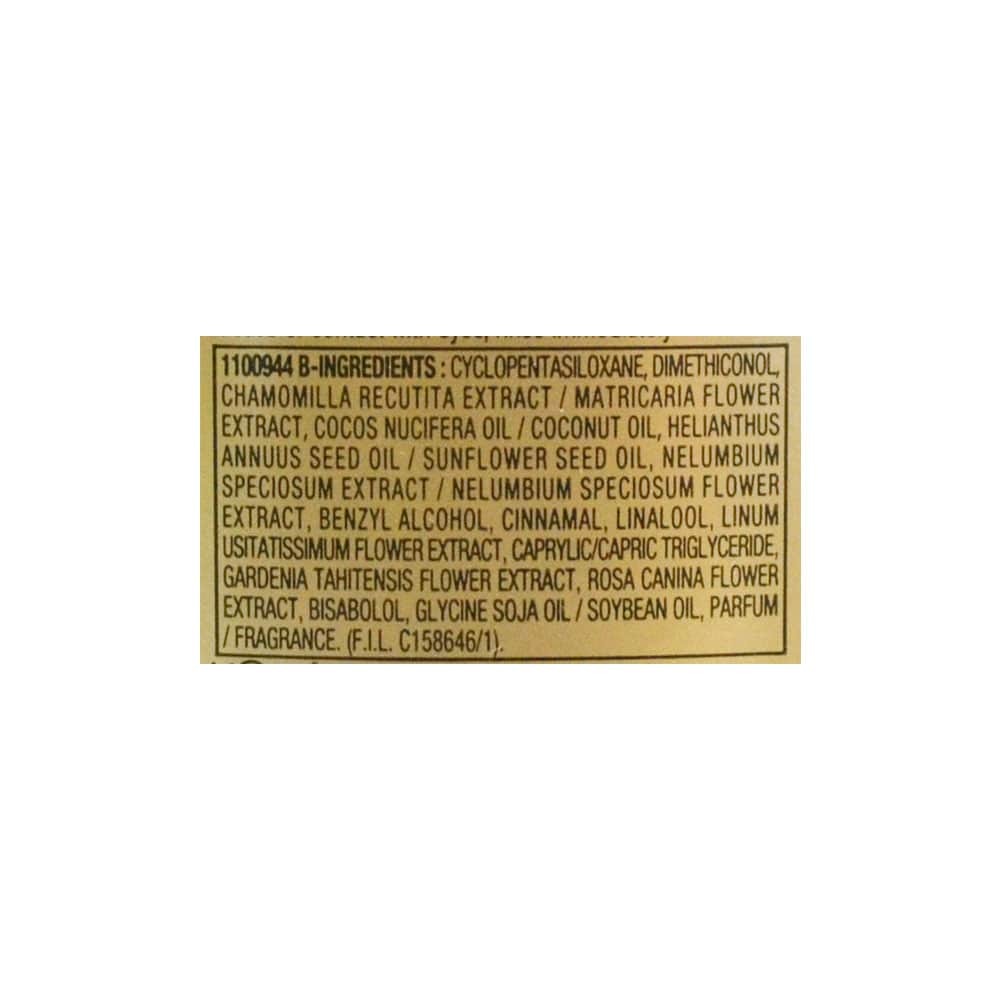 1100944 B-INGREDIENTS : CYCLOPENTASILOXANE, DIMETHICONOL,
CHAMOMILLA RECUTITA EXTRACT / MATRICARIA FLOWER
EXTRACT, COCOS NUCIFERA OIL / COCONUT OIL, HELIANTHUS
ANNUUS SEED OIL / SUNFLOWER SEED OIL, NELUMBIUM
SPECIOSUM EXTRACT / NELUMBIUM SPECIOSUM FLOWER
EXTRACT, BENZYL ALCOHOL, CINNAMAL, LINALOOL, LINUM
USITATISSIMUM FLOWER EXTRACT, CAPRYLIC/CAPRIC TRIGLYCERIDE,
GARDENIA TAHITENSIS FLOWER EXTRACT, ROSA CANINA FLOWER
EXTRACT, BISABOLOL, GLYCINE SOJA OIL / SOYBEAN OIL, PARFUM
/ FRAGRANCE. (F.I.L. C158646/1).